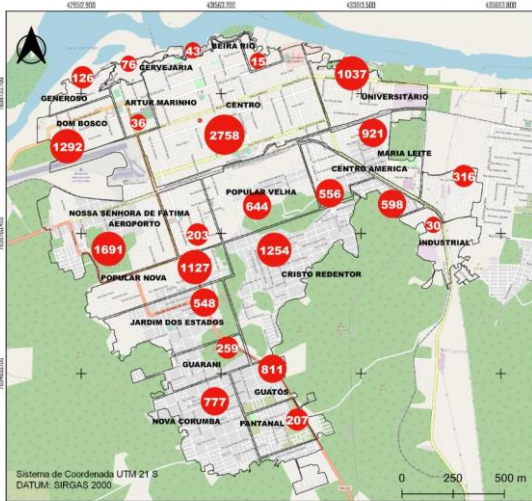 43
BEIRA RIO
76
15
CERVEJARIA
126
1037
GENEROSO
ARTUR MARINHO
CENTRO
UNIVERSITÁRIO
DOM BOSCO
36
2758
921
1292
MARIA LEITE
CENTRO AMERICA
316
POPULAR VELHA
556
644
598
NOSSA SENHORA DE FÁTIMA
AEROPORTO
203
30
INDUSTRIAL
1691
1254
1127
CRISTO REDENTOR
POPULAR NOVA
548
JARDIM DOS ESTADOS
259
GUARANI
811
GUATÓS
777
NOVA CORUMBA
PANTANAL
207
Sistema de Coordenada UTM 21 S
DATUM: SIRGAS 2000
0 250 500 m